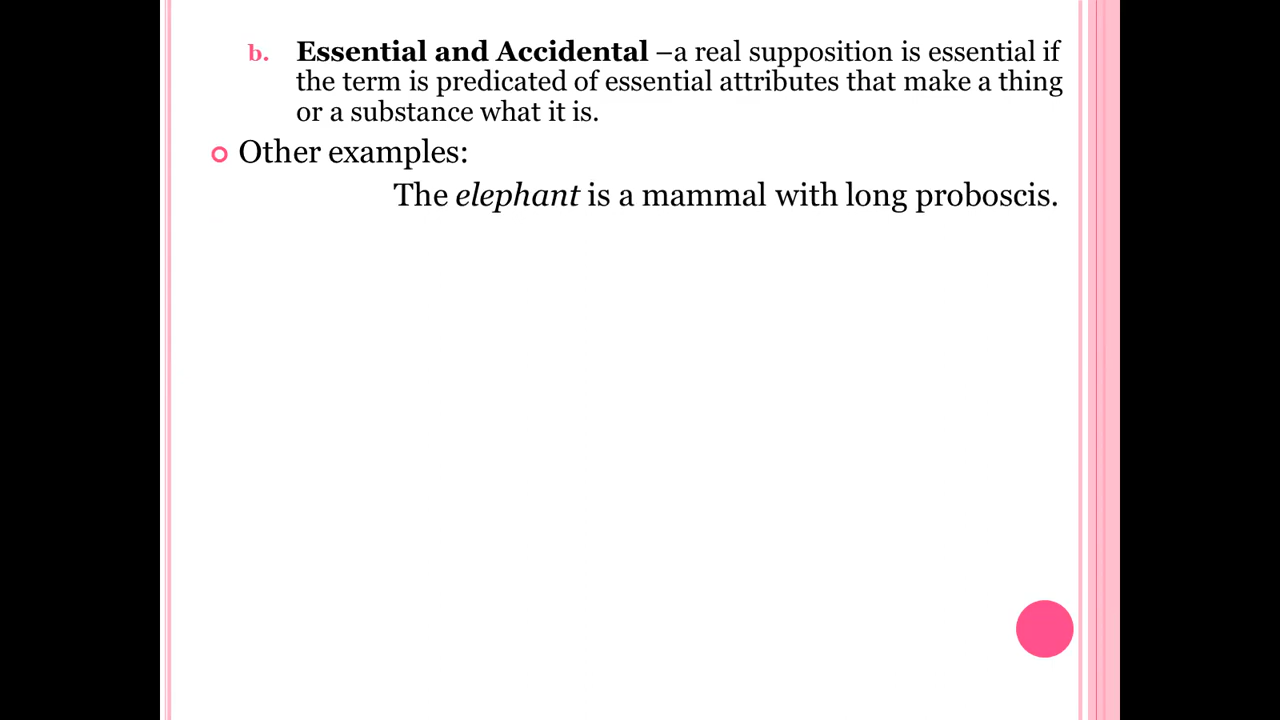 b. Essential and Accidental –a real supposition is essential if
the term is predicated of essential attributes that make a thing
or a substance what it is.
Other examples:
The elephant is a mammal with long proboscis.